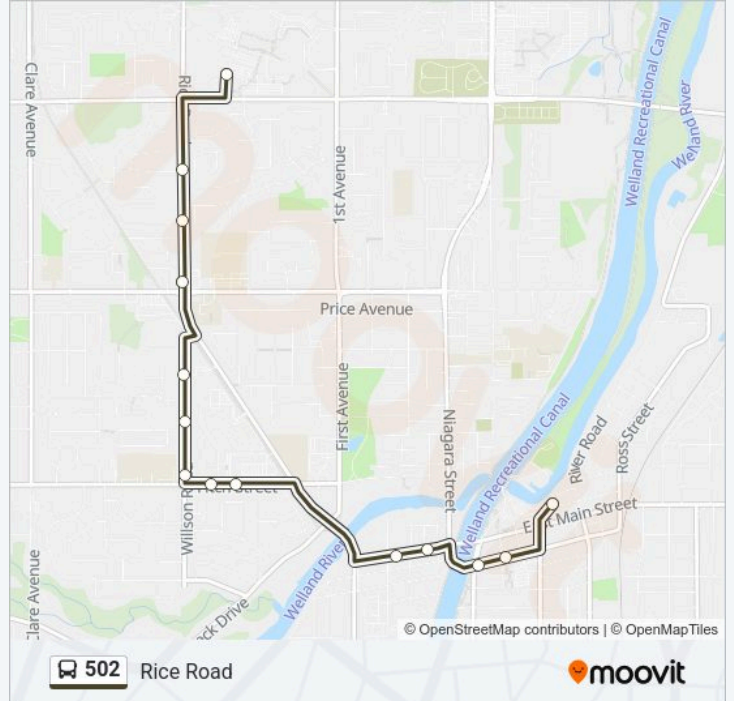 Clare Avenue
1st Avenue
Welland Recreational Canal
Welland River
Price Avenue
First Avenue
Niagara Street
Welland Recreational Canal
River Road
Ross Street
East Main Street
Welland River
Clare Avenue
© OpenStreetMap contributors | © OpenMapTiles
502 Rice Road
moovit